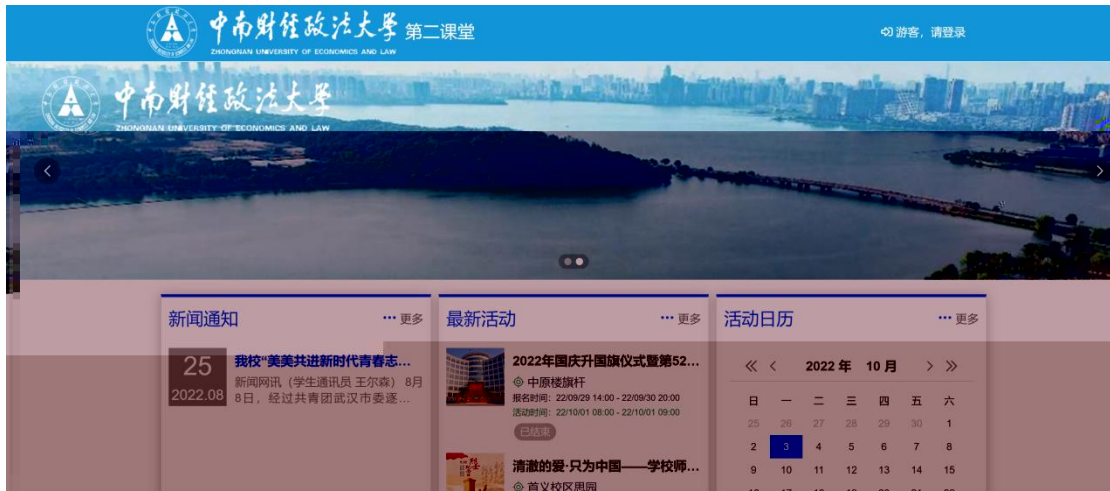 中南财经政法大学 第二课堂
ZHONGNAN UNIVERSITY OF ECONOMICS AND LAW
游客，请登录
中南财经政法大学
ZHONGNAN UNIVERSITY OF ECONOMICS AND LAW
新闻通知
··· 更多
25
2022.08
我校“美美共进新时代青春志...
新闻网讯（学生通讯员 王尔森） 8月
8日，经过共青团武汉市委逐...
最新活动
··· 更多
2022年国庆升国旗仪式暨第52...
中原楼旗杆
报名时间：22/09/29 14:00 - 22/09/30 20:00
活动时间：22/10/01 08:00 - 22/10/01 09:00
已结束
清澈的爱·只为中国——学校师...
首义校区思园
活动日历
··· 更多
2022 年 10 月
日 一 二 三 四 五 六
25 26 27 28 29 30 1
2 3 4 5 6 7 8
9 10 11 12 13 14 15